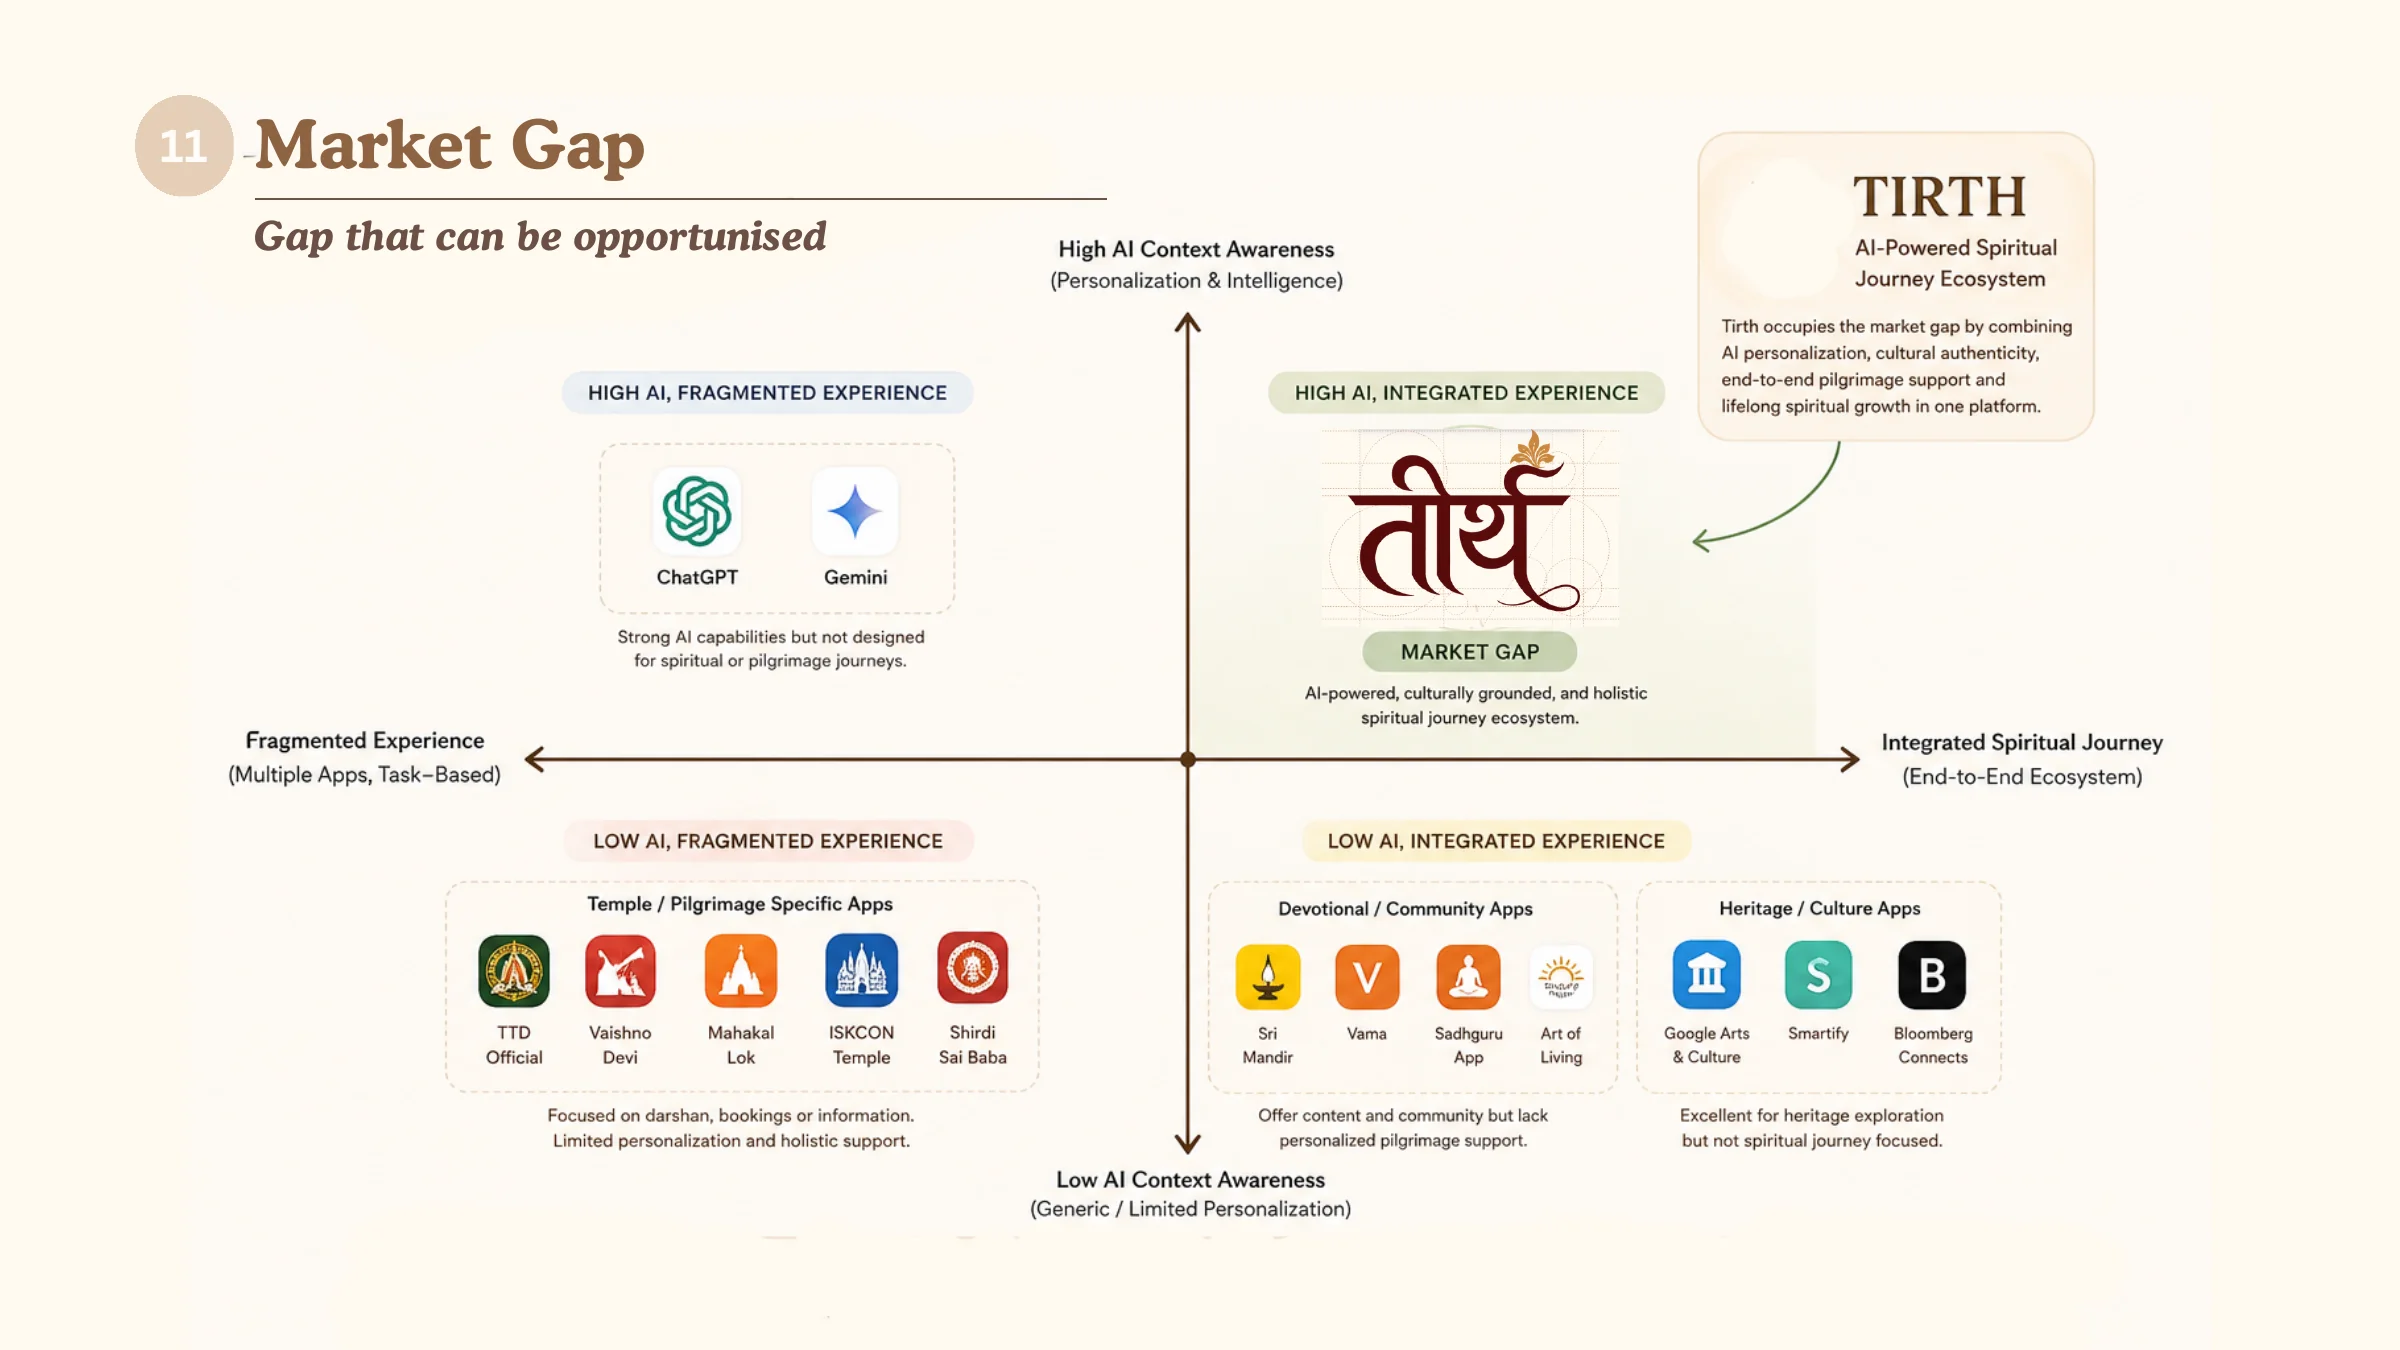 11
Market Gap
Gap that can be opportunised
TIRTH
AI-Powered Spiritual
Journey Ecosystem
Tirth occupies the market gap by combining
AI personalization, cultural authenticity,
end-to-end pilgrimage support and
lifelong spiritual growth in one platform.
High AI Context Awareness
(Personalization & Intelligence)
HIGH AI, FRAGMENTED EXPERIENCE
ChatGPT
Gemini
Strong AI capabilities but not designed
for spiritual or pilgrimage journeys.
HIGH AI, INTEGRATED EXPERIENCE
तीर्थ
MARKET GAP
AI-powered, culturally grounded, and holistic
spiritual journey ecosystem.
Fragmented Experience
(Multiple Apps, Task-Based)
Integrated Spiritual Journey
(End-to-End Ecosystem)
LOW AI, FRAGMENTED EXPERIENCE
Temple / Pilgrimage Specific Apps
TTD
Official
Vaishno
Devi
Mahakal
Lok
ISKCON
Temple
Shirdi
Sai Baba
Focused on darshan, bookings or information.
Limited personalization and holistic support.
LOW AI, INTEGRATED EXPERIENCE
Devotional / Community Apps
Sri
Mandir
V
Vama
Sadhguru
App
Art of
Living
Offer content and community but lack
personalized pilgrimage support.
Heritage / Culture Apps
Google Arts
& Culture
S
Smartify
B
Bloomberg
Connects
Excellent for heritage exploration
but not spiritual journey focused.
Low AI Context Awareness
(Generic / Limited Personalization)